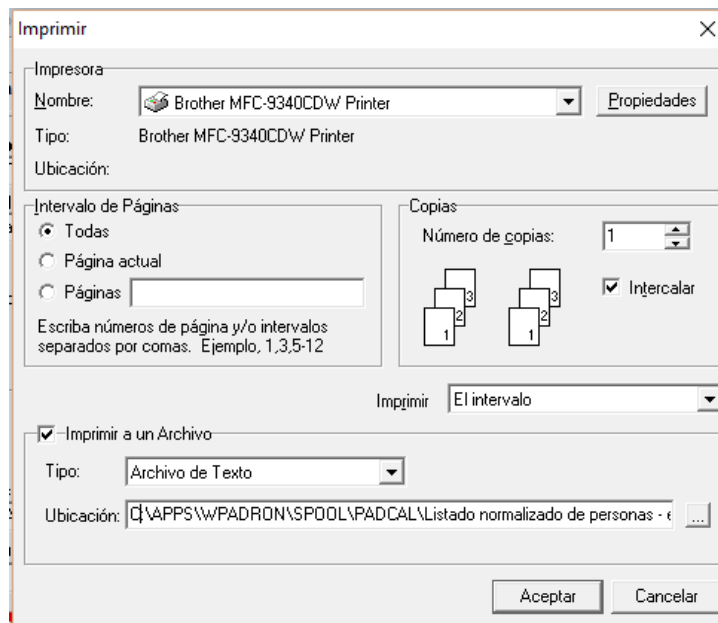 Imprimir
Impresora
Nombre: Brother MFC-9340CDW Printer Propiedades
Tipo: Brother MFC-9340CDW Printer
Ubicación:
Intervalo de Páginas
Todas
Página actual
Páginas
Escriba números de página y/o intervalos
separados por comas. Ejemplo, 1,3,5-12
Copias
Número de copias: 1
1 2 3 1 2 3
Intercalar
Imprimir El intervalo
Imprimir a un Archivo
Tipo: Archivo de Texto
Ubicación: C:\APPS\WPADRON\SPOOL\PADCAL\Listado normalizado de personas - e ...
Aceptar Cancelar